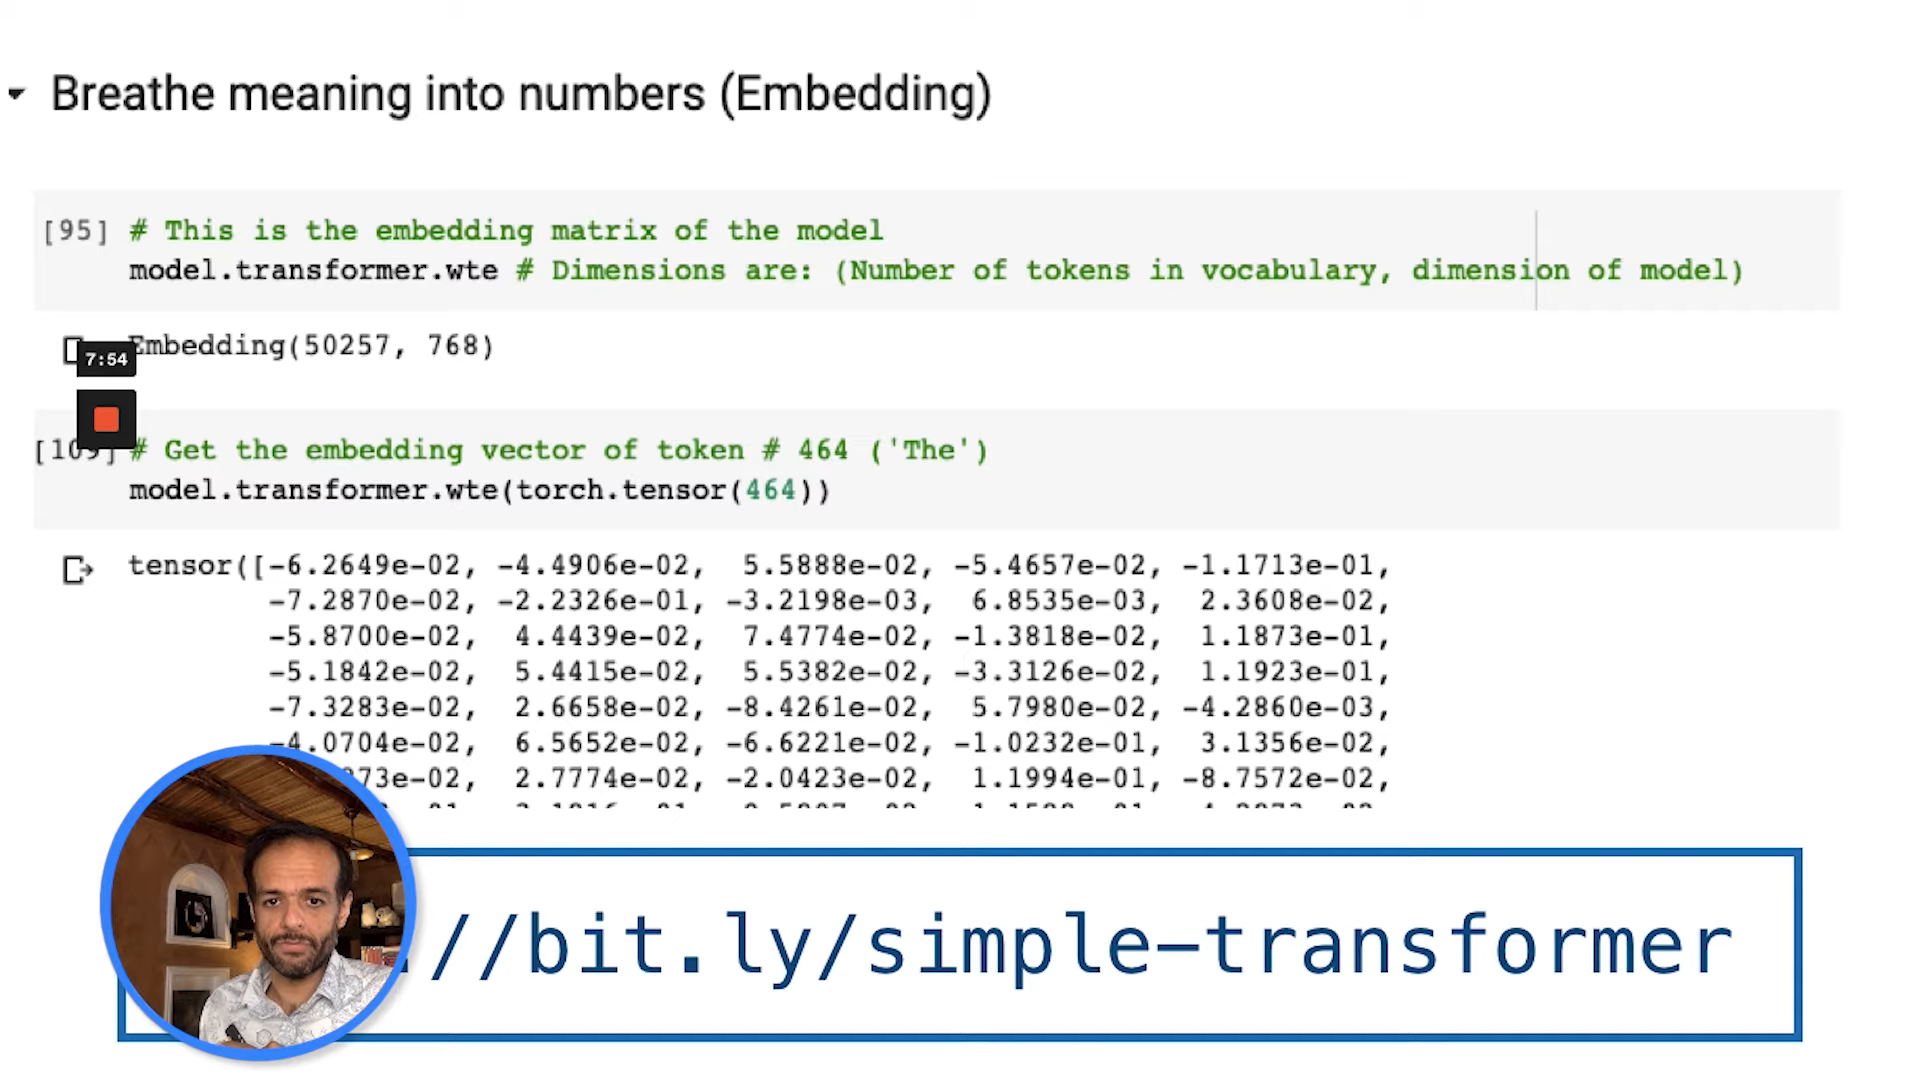 Breathe meaning into numbers (Embedding)
[95] # This is the embedding matrix of the model
model.transformer.wte # Dimensions are: (Number of tokens in vocabulary, dimension of model)
Embedding(50257, 768)
7:54
# Get the embedding vector of token # 464 ('The')
model.transformer.wte(torch.tensor(464))
tensor([-6.2649e-02, -4.4906e-02, 5.5888e-02, -5.4657e-02, -1.1713e-01,
-7.2870e-02, -2.2326e-01, -3.2198e-03, 6.8535e-03, 2.3608e-02,
-5.8700e-02, 4.4439e-02, 7.4774e-02, -1.3818e-02, 1.1873e-01,
-5.1842e-02, 5.4415e-02, 5.5382e-02, -3.3126e-02, 1.1923e-01,
-7.3283e-02, 2.6658e-02, -8.4261e-02, 5.7980e-02, -4.2860e-03,
-4.0704e-02, 6.5652e-02, -6.6221e-02, -1.0232e-01, 3.1356e-02,
73e-02, 2.7774e-02, -2.0423e-02, 1.1994e-01, -8.7572e-02,
//bit.ly/simple-transformer